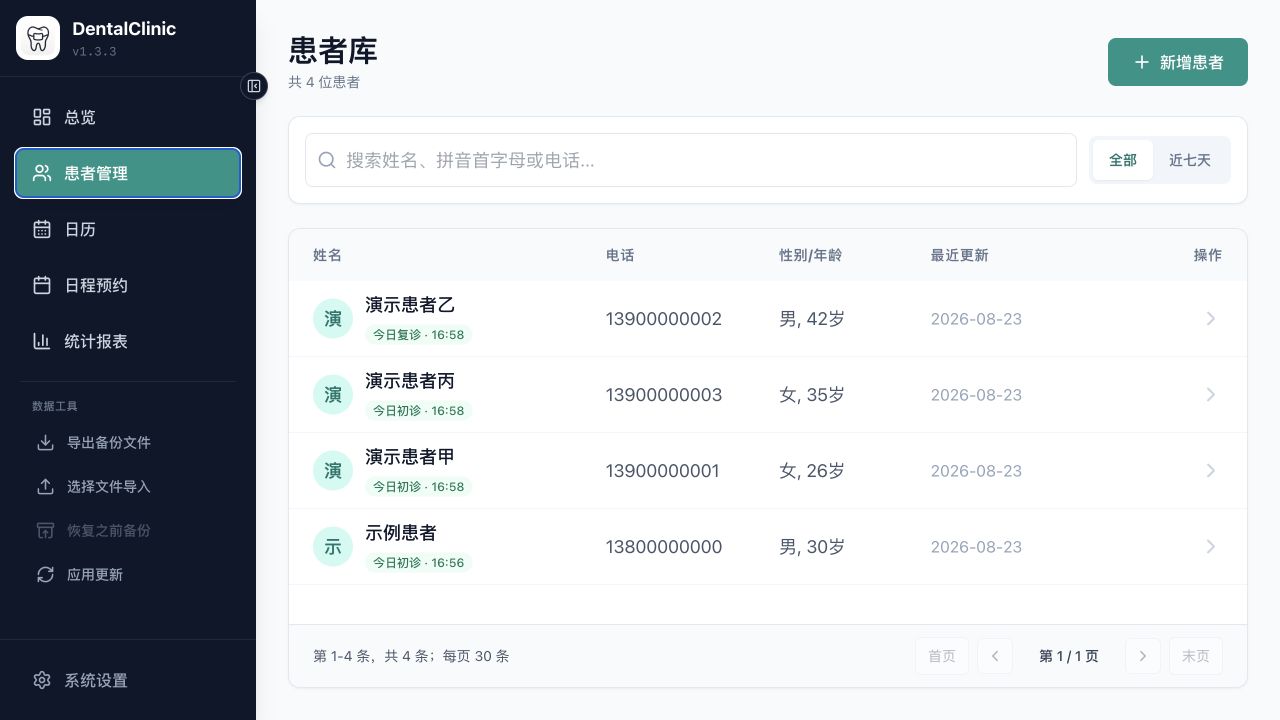 DentalClinic
v1.3.3
总览
患者管理
日历
日程预约
统计报表
数据工具
导出备份文件
选择文件导入
恢复之前备份
应用更新
系统设置
患者库
共 4 位患者
新增患者
搜索姓名、拼音首字母或电话...
全部 近七天
姓名 电话 性别/年龄 最近更新 操作
演 演示患者乙 13900000002 男, 42岁 2026-08-23
今日复诊 · 16:58
演 演示患者丙 13900000003 女, 35岁 2026-08-23
今日初诊 · 16:58
演 演示患者甲 13900000001 女, 26岁 2026-08-23
今日初诊 · 16:58
示 示例患者 13800000000 男, 30岁 2026-08-23
今日初诊 · 16:56
第 1-4 条，共 4 条；每页 30 条 首页 第 1 / 1 页 末页